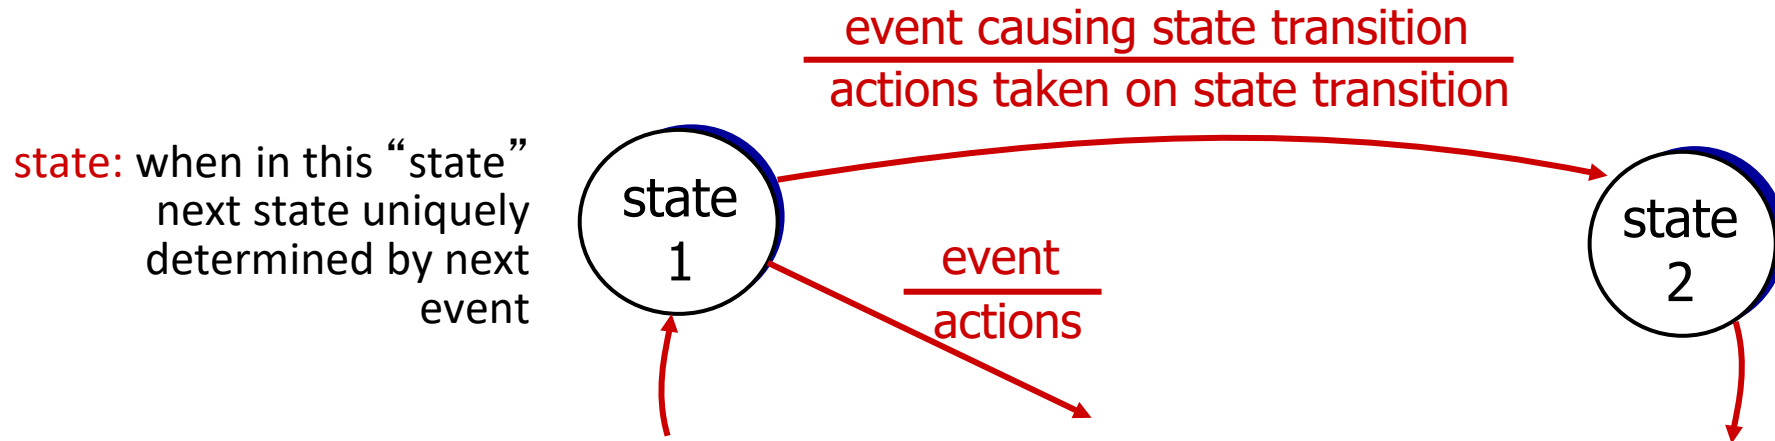 event causing state transition
actions taken on state transition
state: when in this “state”
next state uniquely
determined by next
event
state
1
event
actions
state
2